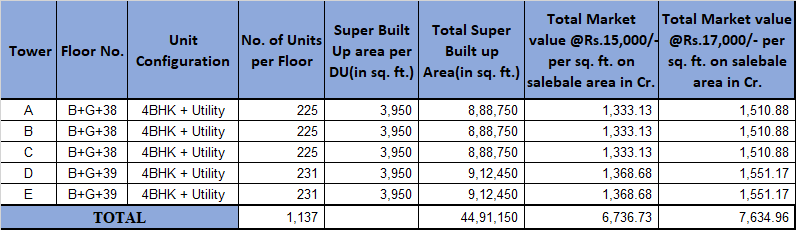 Tower Floor No. Unit Configuration No. of Units per Floor Super Built Up area per DU(in sq. ft.) Total Super Built up Area(in sq. ft.) Total Market value @Rs.15,000/- per sq. ft. on salebale area in Cr. Total Market value @Rs.17,000/- per sq. ft. on salebale area in Cr.
A B+G+38 4BHK + Utility 225 3,950 8,88,750 1,333.13 1,510.88
B B+G+38 4BHK + Utility 225 3,950 8,88,750 1,333.13 1,510.88
C B+G+38 4BHK + Utility 225 3,950 8,88,750 1,333.13 1,510.88
D B+G+39 4BHK + Utility 231 3,950 9,12,450 1,368.68 1,551.17
E B+G+39 4BHK + Utility 231 3,950 9,12,450 1,368.68 1,551.17
TOTAL 1,137 44,91,150 6,736.73 7,634.96